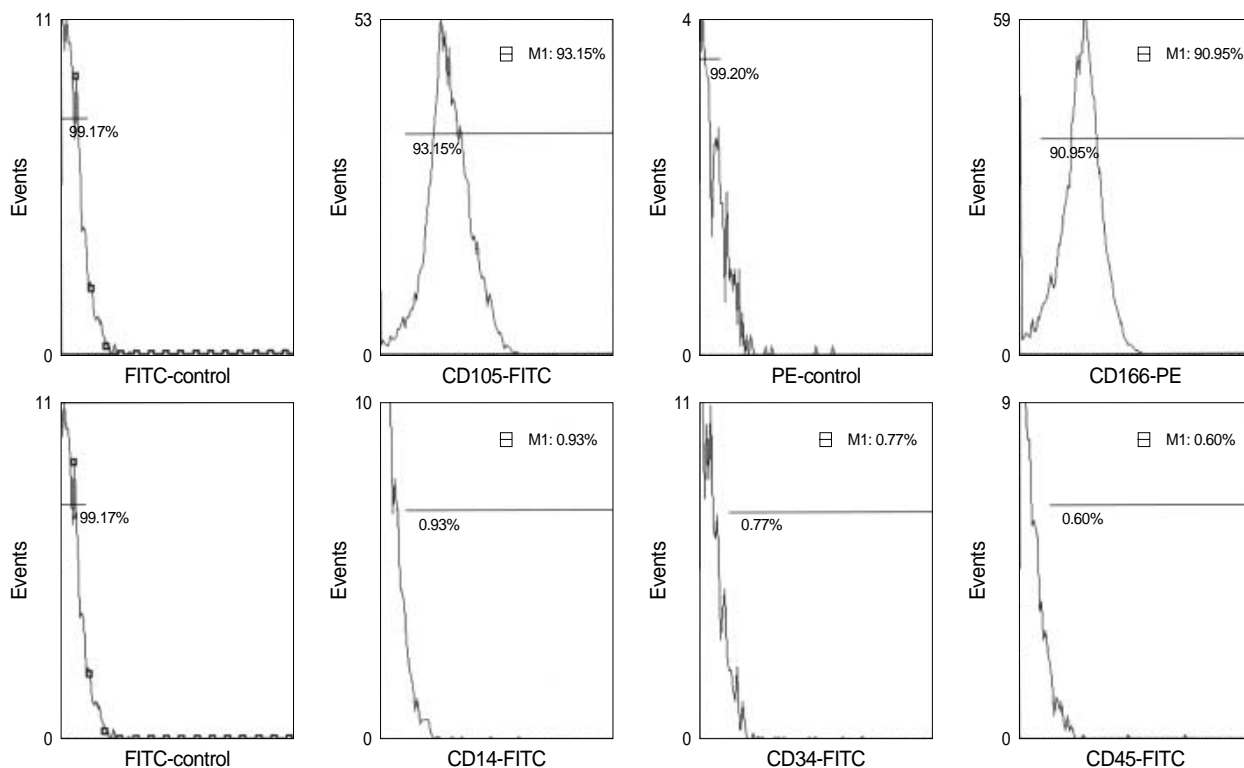 11
Events
99.17%
0
FITC-control
53
Events
M1: 93.15%
93.15%
0
CD105-FITC
4
Events
99.20%
0
PE-control
59
Events
M1: 90.95%
90.95%
0
CD166-PE
11
Events
99.17%
0
FITC-control
10
Events
M1: 0.93%
0.93%
0
CD14-FITC
11
Events
M1: 0.77%
0.77%
0
CD34-FITC
9
Events
M1: 0.60%
0.60%
0
CD45-FITC